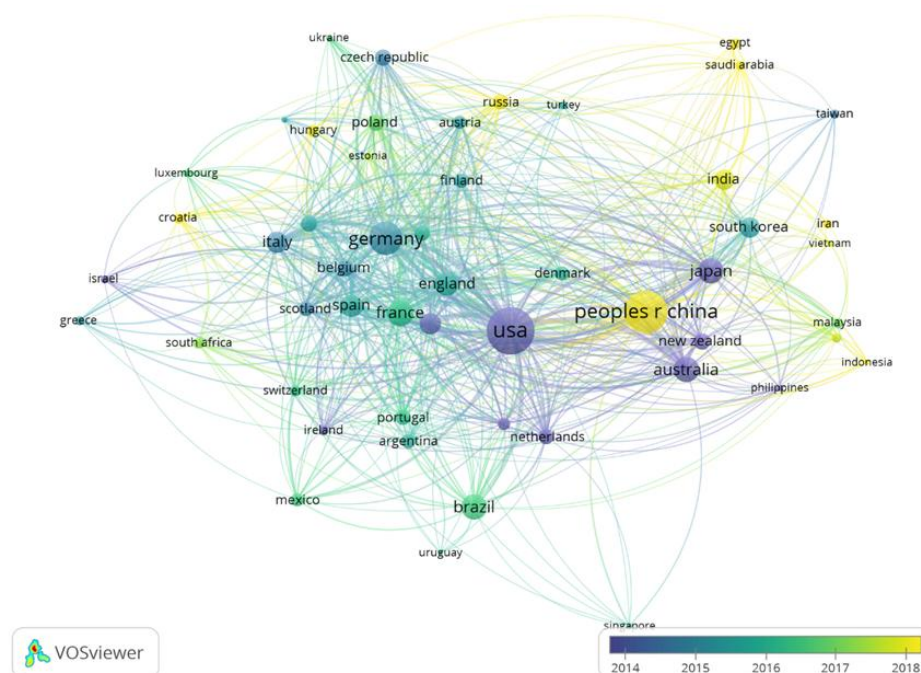 ukraine
egypt
czech republic
saudi arabia
russia
turkey
taiwan
hungary
poland
austria
estonia
luxembourg
finland
india
croatia
south korea
iran
italy
germany
vietnam
belgium
israel
denmark
japan
england
scotland
spain
france
peoples r china
greece
usa
malaysia
south africa
new zealand
indonesia
australia
switzerland
philippines
portugal
ireland
argentina
netherlands
mexico
brazil
uruguay
singapore
VOSviewer
2014 2015 2016 2017 2018